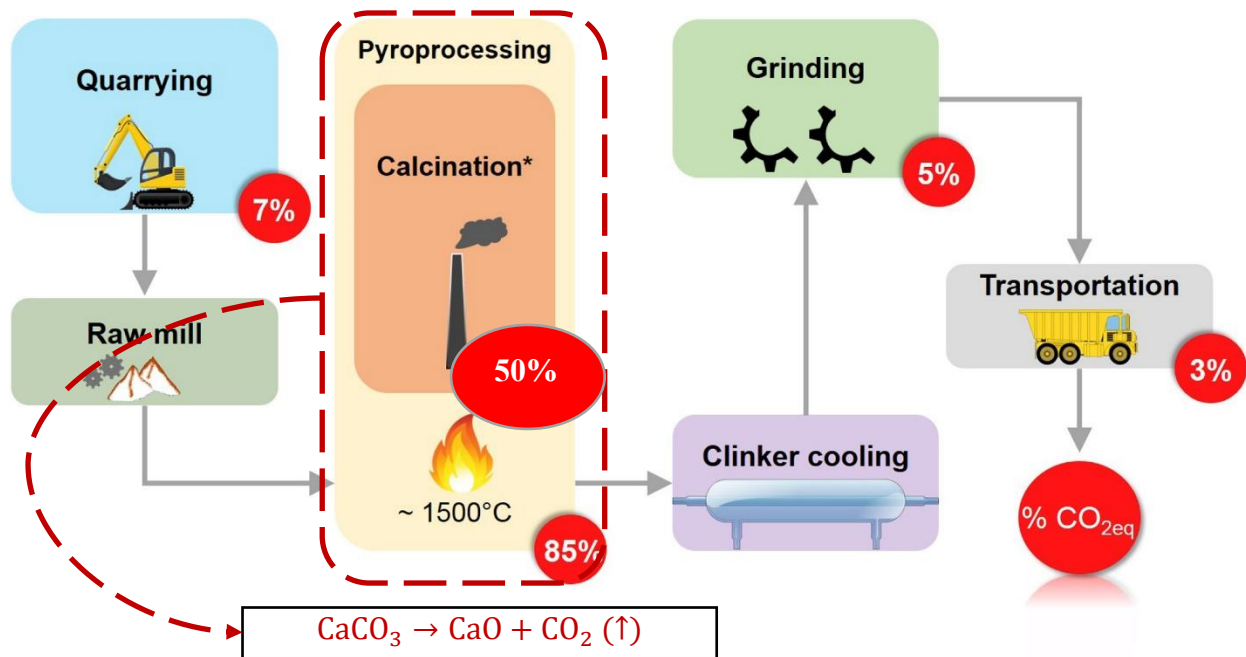 Quarrying
7%
Raw mill
Pyroprocessing
Calcination*
50%
~ 1500°C
85%
Clinker cooling
Grinding
5%
Transportation
3%
% CO₂eq
CaCO₃ → CaO + CO₂ (↑)